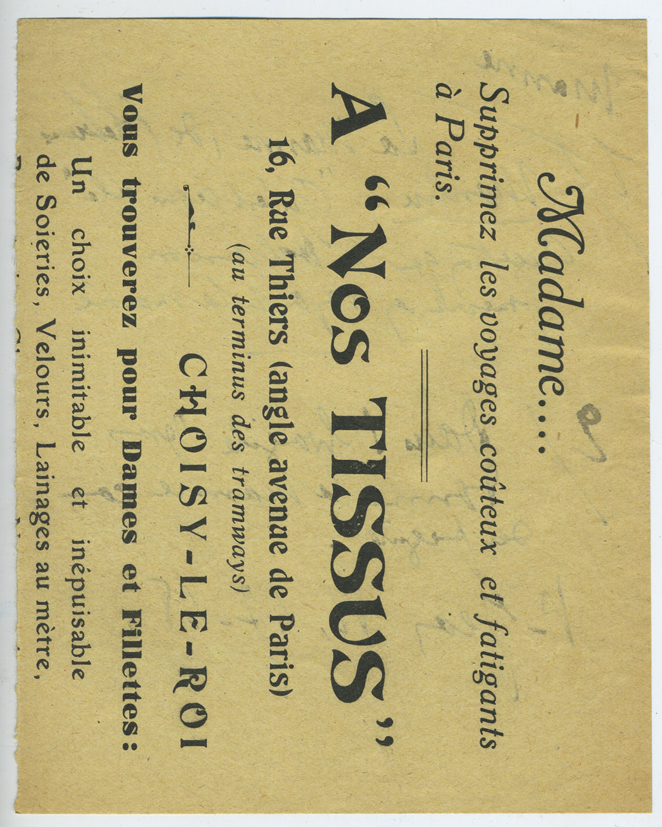 Madame....
Supprimez les voyages coûteux et fatigants
à Paris.
A “NOS TISSUS”
16, Rue Thiers (angle avenue de Paris)
(au terminus des tramways)
CHOISY-LE-ROI
Vous trouverez pour Dames et Fillettes:
Un choix inimitable et inépuisable
de Soieries, Velours, Lainages au mètre,